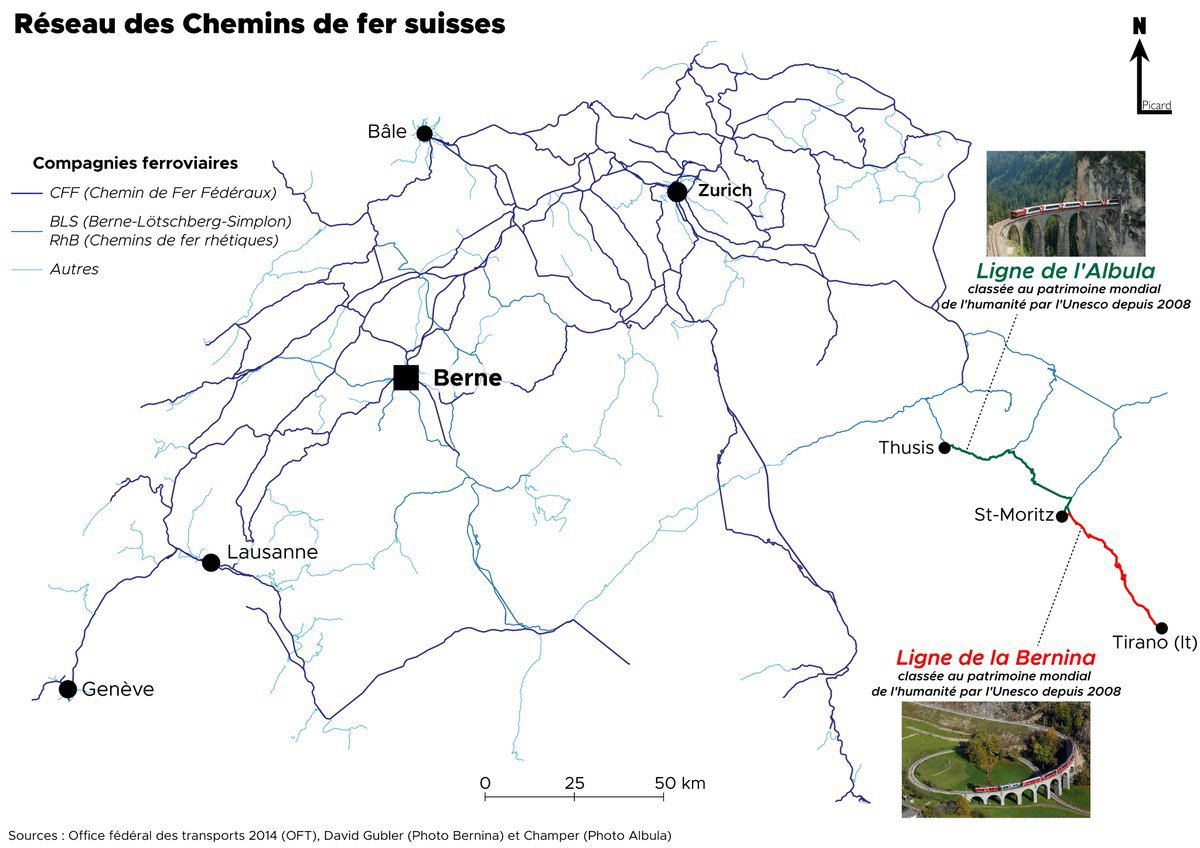 Réseau des Chemins de fer suisses
N
Picard
Bâle
Compagnies ferroviaires
CFF (Chemin de Fer Fédéraux)
BLS (Berne-Lötschberg-Simplon)
RhB (Chemins de fer rhétiques)
Autres
Zurich
Ligne de l'Albula
classée au patrimoine mondial
de l'humanité par l'Unesco depuis 2008
Berne
Thusis
St-Moritz
Lausanne
Tirano (It)
Genève
Ligne de la Bernina
classée au patrimoine mondial
de l'humanité par l'Unesco depuis 2008
0 25 50 km
Sources : Office fédéral des transports 2014 (OFT), David Gubler (Photo Bernina) et Champer (Photo Albula)